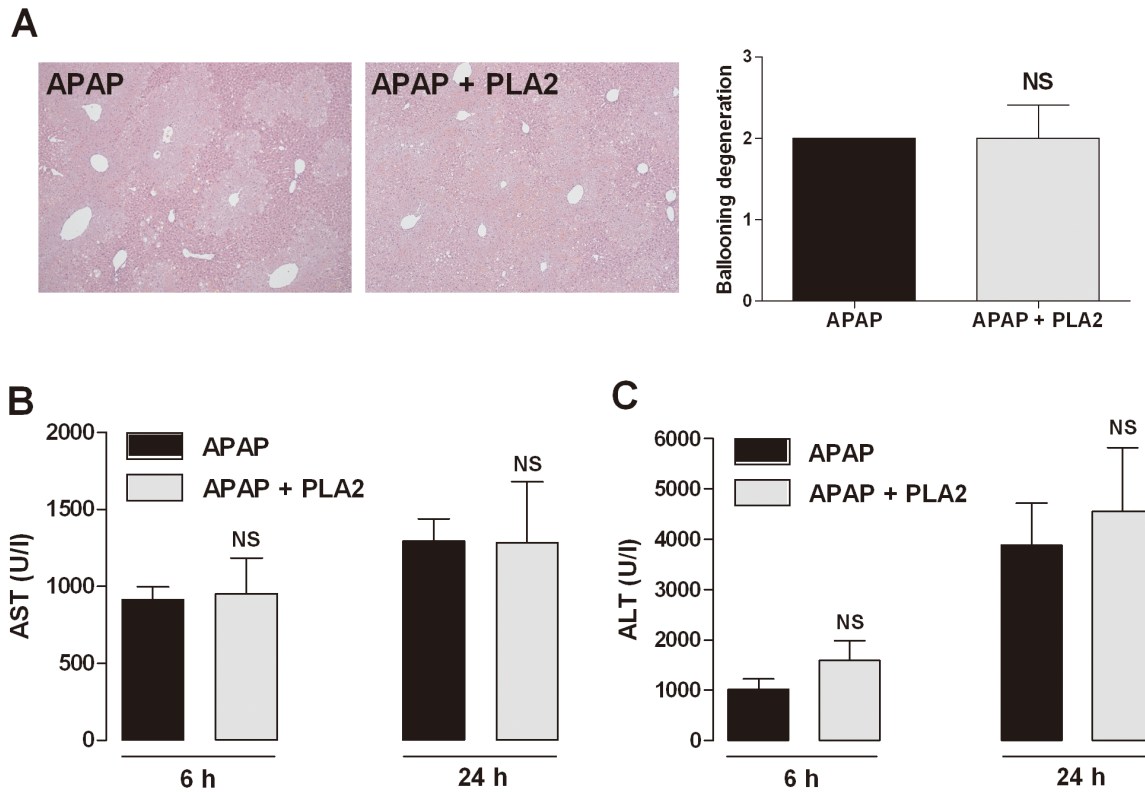 A
APAP
APAP + PLA2
Ballooning degeneration
3
2
1
0
NS
APAP
APAP + PLA2
B
AST (U/l)
2000
1500
1000
500
0
APAP
APAP + PLA2
NS
NS
6 h
24 h
C
ALT (U/l)
6000
5000
4000
3000
2000
1000
0
APAP
APAP + PLA2
NS
NS
6 h
24 h